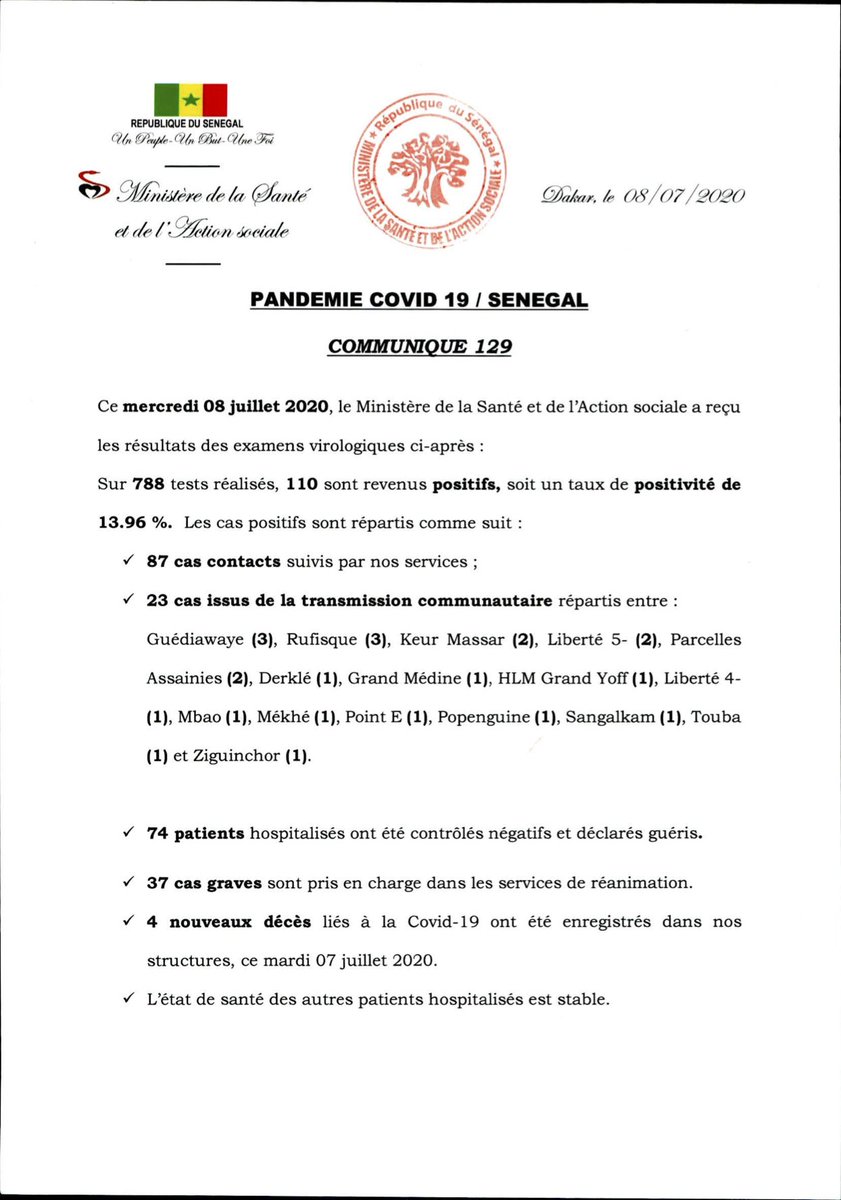 REPUBLIQUE DU SENEGAL
Un Peuple-Un But-Une Foi
Ministère de la Santé
et de l'Action sociale
★ République du Sénégal ★
MINISTÈRE DE LA SANTÉ ET DE L'ACTION SOCIALE
Dakar, le 08/07/2020
PANDEMIE COVID 19 / SENEGAL
COMMUNIQUE 129
Ce mercredi 08 juillet 2020, le Ministère de la Santé et de l'Action sociale a reçu
les résultats des examens virologiques ci-après :
Sur 788 tests réalisés, 110 sont revenus positifs, soit un taux de positivité de
13.96 %. Les cas positifs sont répartis comme suit :
✓ 87 cas contacts suivis par nos services ;
✓ 23 cas issus de la transmission communautaire répartis entre :
Guédiawaye (3), Rufisque (3), Keur Massar (2), Liberté 5- (2), Parcelles
Assainies (2), Derklé (1), Grand Médine (1), HLM Grand Yoff (1), Liberté 4-
(1), Mbao (1), Mékhé (1), Point E (1), Popenguine (1), Sangalkam (1), Touba
(1) et Ziguinchor (1).
✓ 74 patients hospitalisés ont été contrôlés négatifs et déclarés guéris.
✓ 37 cas graves sont pris en charge dans les services de réanimation.
✓ 4 nouveaux décès liés à la Covid-19 ont été enregistrés dans nos
structures, ce mardi 07 juillet 2020.
✓ L'état de santé des autres patients hospitalisés est stable.